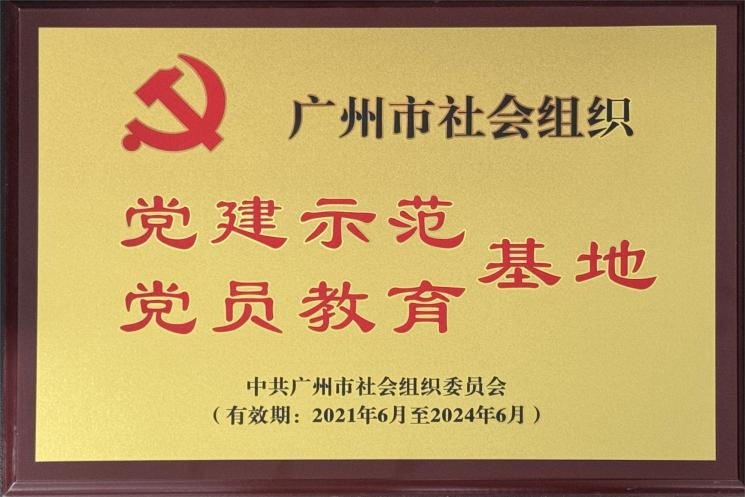 广州市社会组织
党建示范
党员教育
基地
中共广州市社会组织委员会
（有效期：2021年6月至2024年6月）